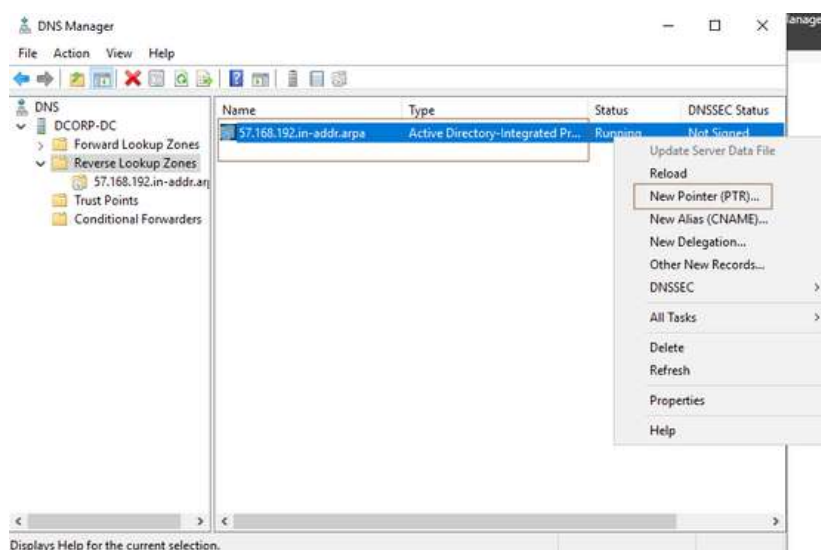 DNS Manager
anage
File Action View Help
DNS
DCORP-DC
Forward Lookup Zones
Reverse Lookup Zones
57.168.192.in-addr.arp
Trust Points
Conditional Forwarders
Name Type Status DNSSEC Status
57.168.192.in-addr.arpa Active Directory-Integrated Pr... Running Not Signed
Update Server Data File
Reload
New Pointer (PTR)...
New Alias (CNAME)...
New Delegation...
Other New Records...
DNSSEC
All Tasks
Delete
Refresh
Properties
Help
Displays Help for the current selection.